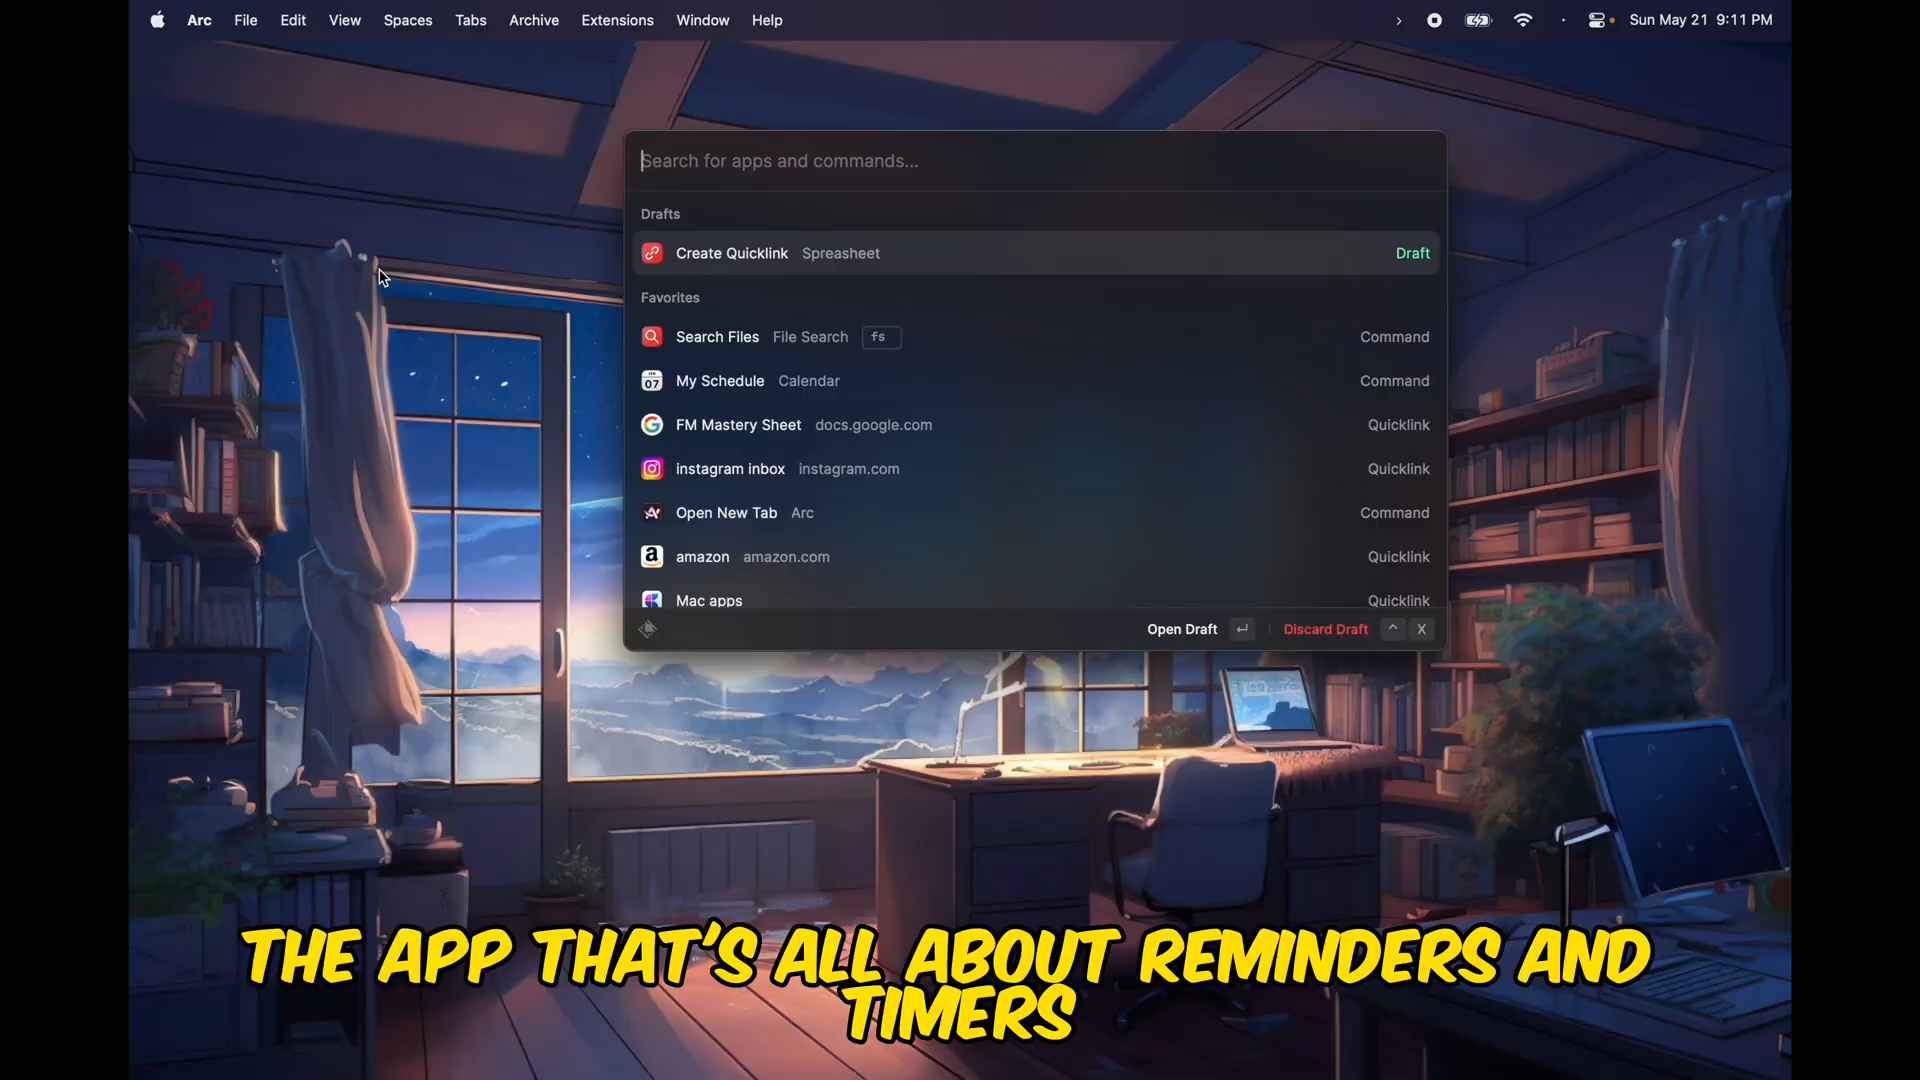 Arc File Edit View Spaces Tabs Archive Extensions Window Help Sun May 21 9:11 PM
Search for apps and commands...
Drafts
Create Quicklink Spreasheet Draft
Favorites
Search Files File Search fs Command
07 My Schedule Calendar Command
FM Mastery Sheet docs.google.com Quicklink
instagram inbox instagram.com Quicklink
Open New Tab Arc Command
amazon amazon.com Quicklink
Mac apps Quicklink
Open Draft ↵ Discard Draft ^ X
THE APP THAT'S ALL ABOUT REMINDERS AND
TIMERS